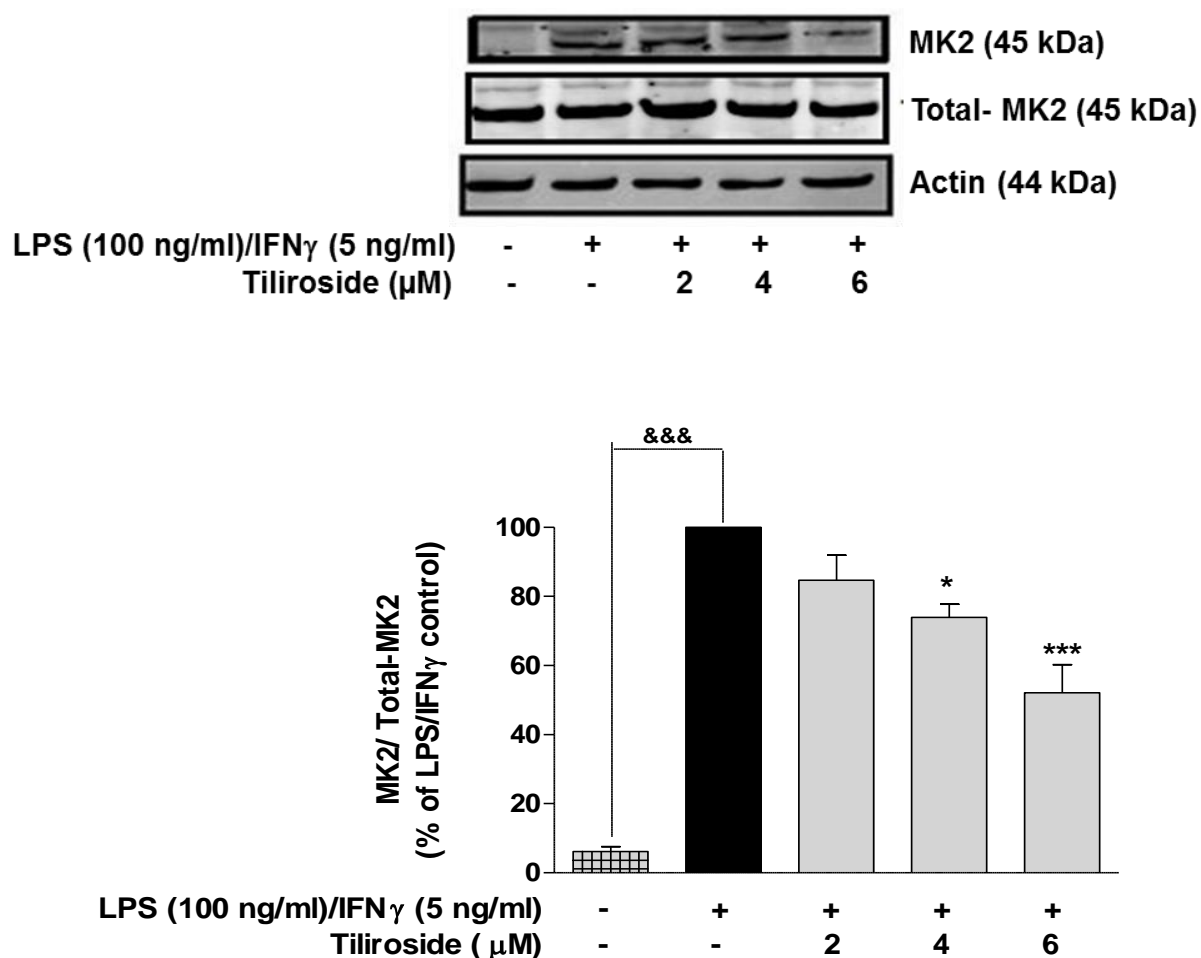 MK2 (45 kDa)
Total- MK2 (45 kDa)
Actin (44 kDa)
LPS (100 ng/ml)/IFNγ (5 ng/ml) - + + + +
Tiliroside (µM) - - 2 4 6
&&&
100
80
60
40
20
0
*
***
MK2/ Total-MK2
(% of LPS/IFNγ control)
LPS (100 ng/ml)/IFNγ (5 ng/ml) - + + + +
Tiliroside ( µM) - - 2 4 6